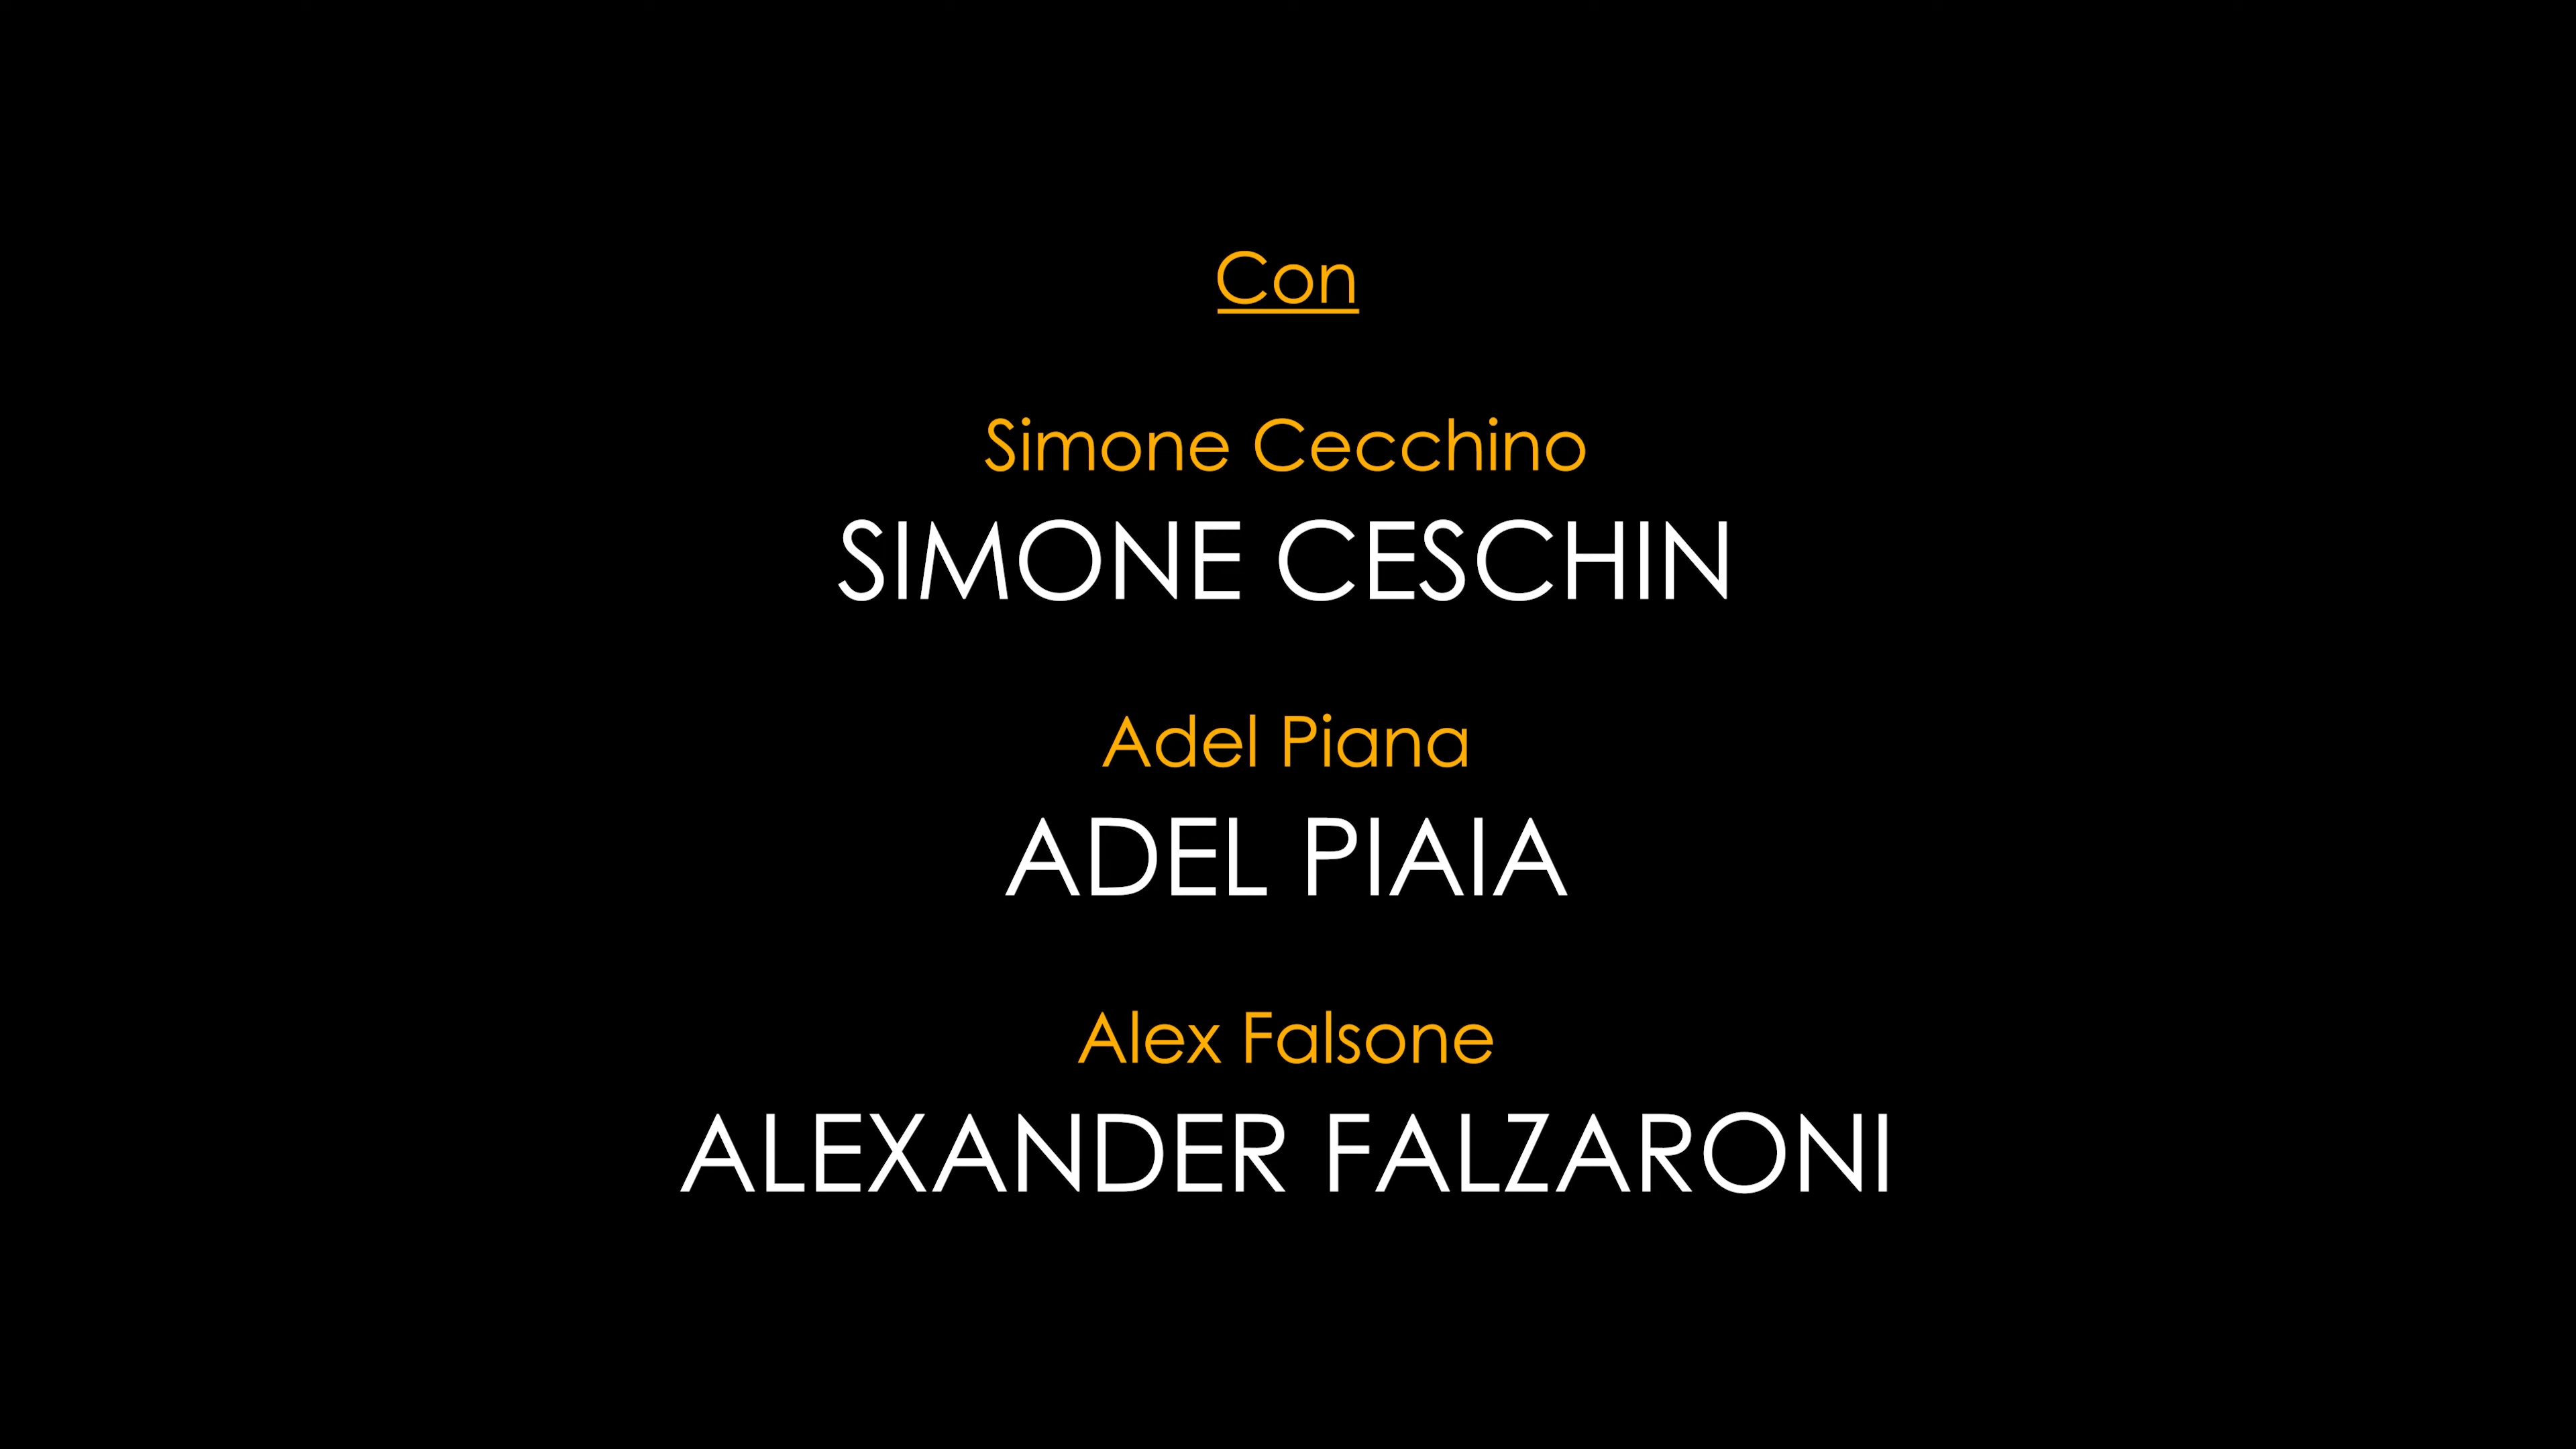 Con
Simone Cecchino
SIMONE CESCHIN
Adel Piana
ADEL PIAIA
Alex Falsone
ALEXANDER FALZARONI